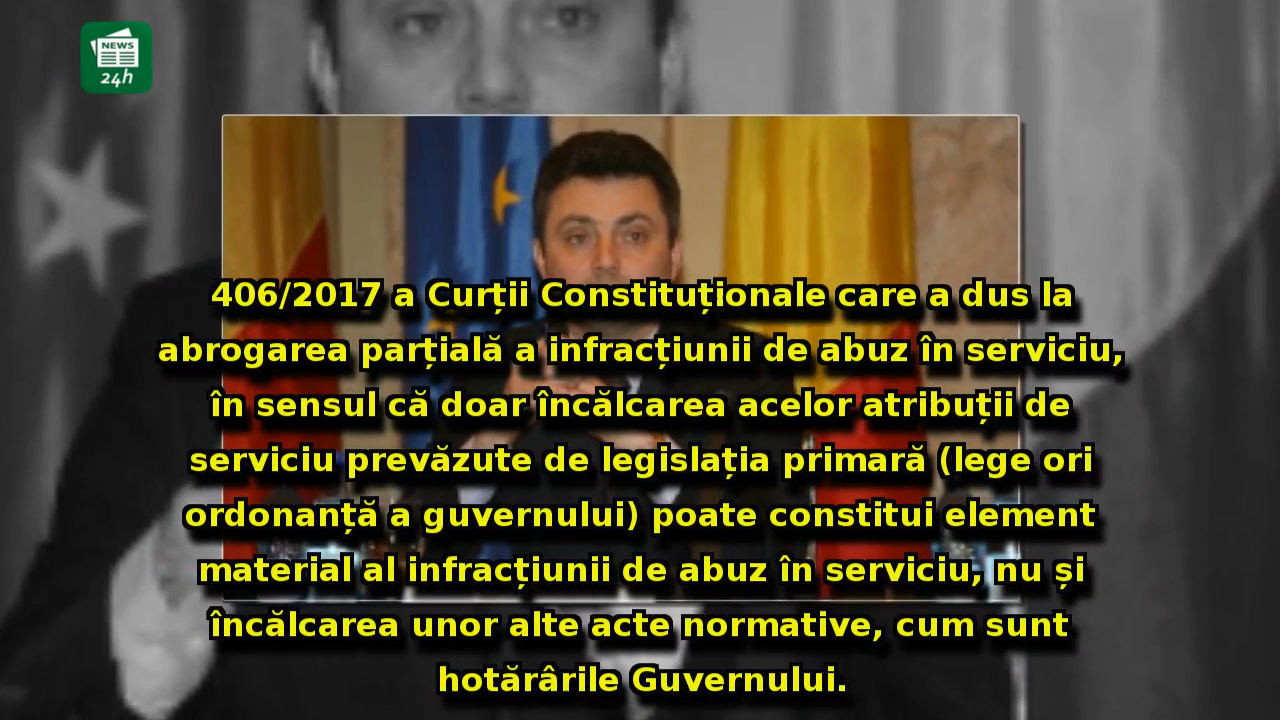 NEWS
24h
406/2017 a Curții Constituționale care a dus la
abrogarea parțială a infracțiunii de abuz în serviciu,
în sensul că doar încălcarea acelor atribuții de
serviciu prevăzute de legislația primară (lege ori
ordonanță a guvernului) poate constitui element
material al infracțiunii de abuz în serviciu, nu și
încălcarea unor alte acte normative, cum sunt
hotărârile Guvernului.